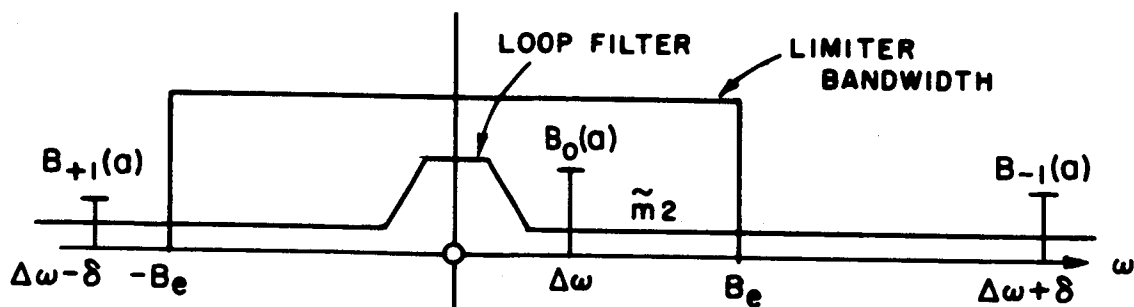 LOOP FILTER
LIMITER
BANDWIDTH
B+1(a)
B0(a)
B-1(a)
m̃2
Δω-δ
-Be
Δω
Be
Δω+δ
ω